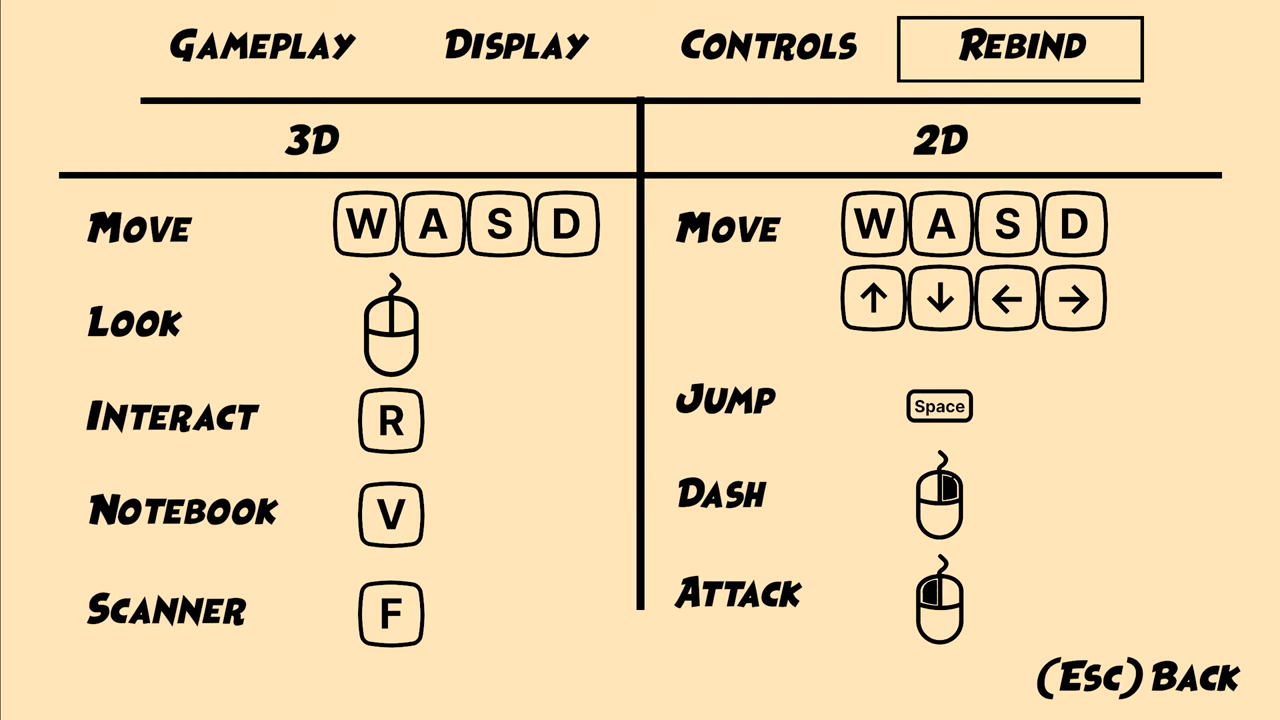 Gameplay Display Controls Rebind
3D
Move W A S D
Look
Interact R
Notebook V
Scanner F
2D
Move W A S D
↑ ↓ ← →
Jump Space
Dash
Attack
(Esc) Back